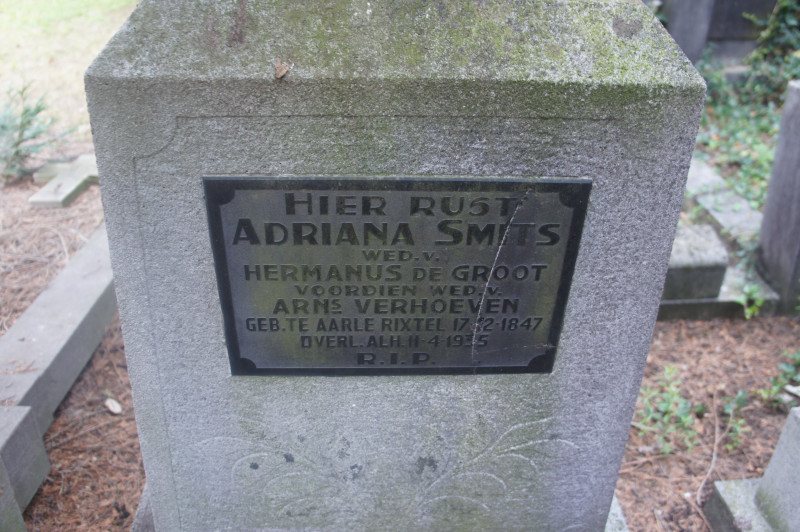 HIER RUST
ADRIANA SMITS
WED.V.
HERMANUS DE GROOT
VOORDIEN WED.V.
ARNS VERHOEVEN
GEB.TE AARLE RIXTEL 17-2-1847
OVERL.ALH.11-4-1935
R.I.P.